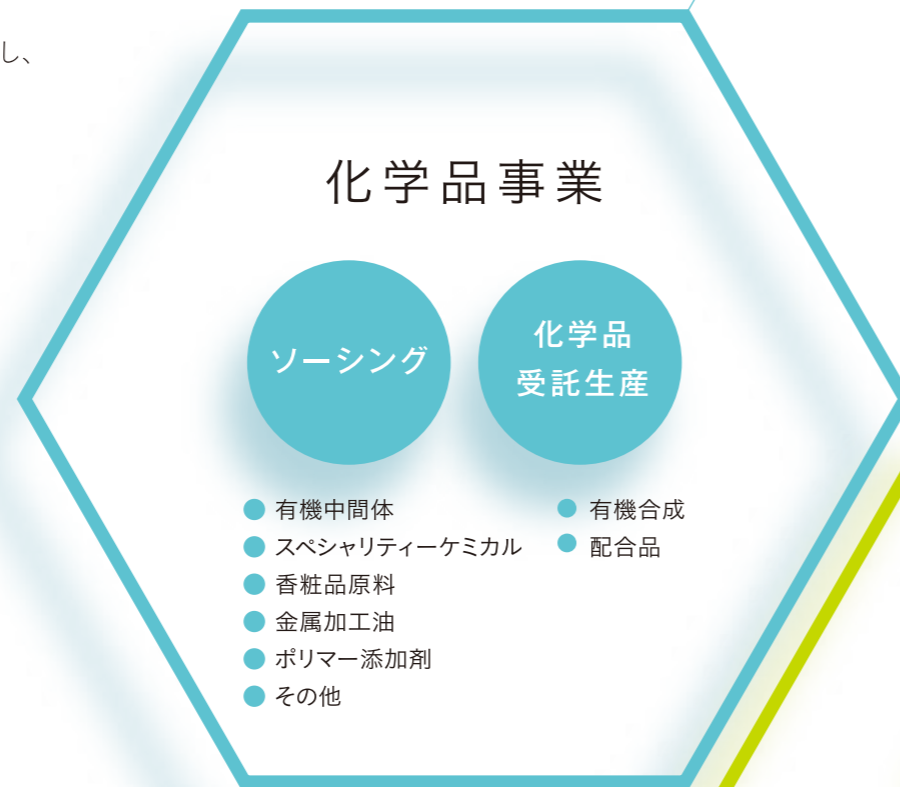 し、
化学品事業
ソーシング
化学品
受託生産
有機中間体
スペシャリティーケミカル
香粧品原料
金属加工油
ポリマー添加剤
その他
有機合成
配合品